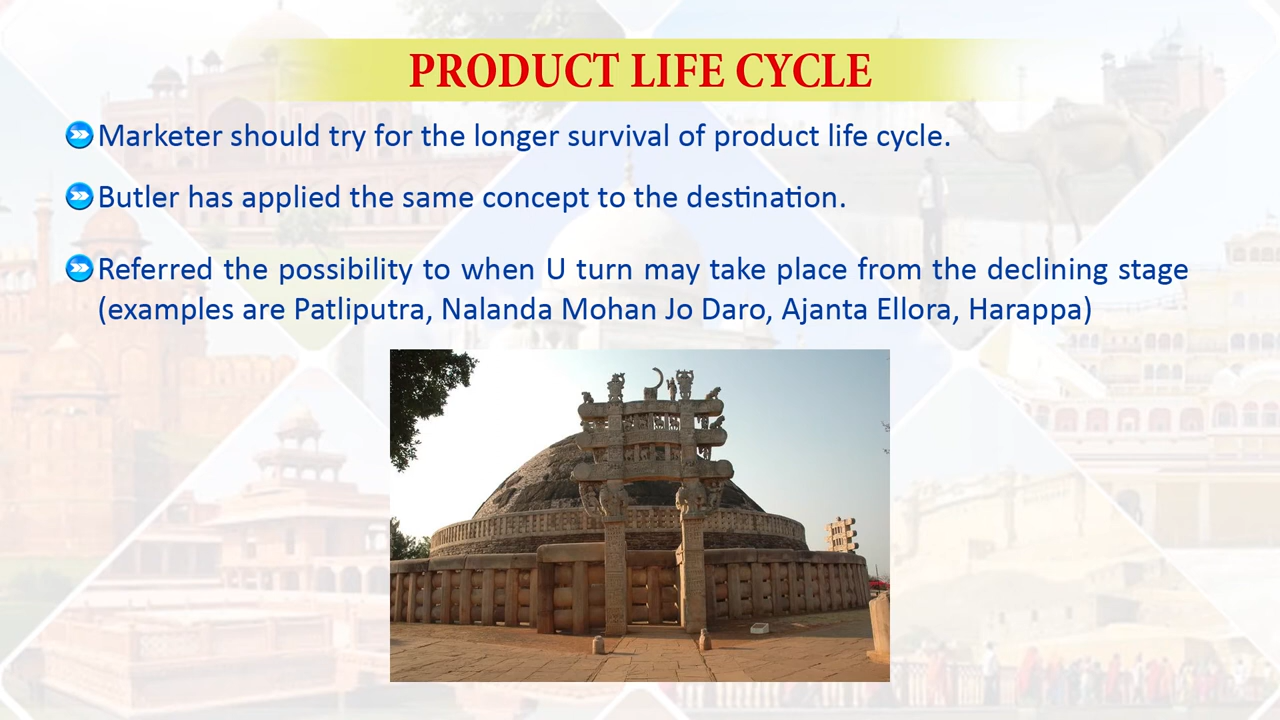 PRODUCT LIFE CYCLE
Marketer should try for the longer survival of product life cycle.
Butler has applied the same concept to the destination.
Referred the possibility to when U turn may take place from the declining stage
(examples are Patliputra, Nalanda Mohan Jo Daro, Ajanta Ellora, Harappa)